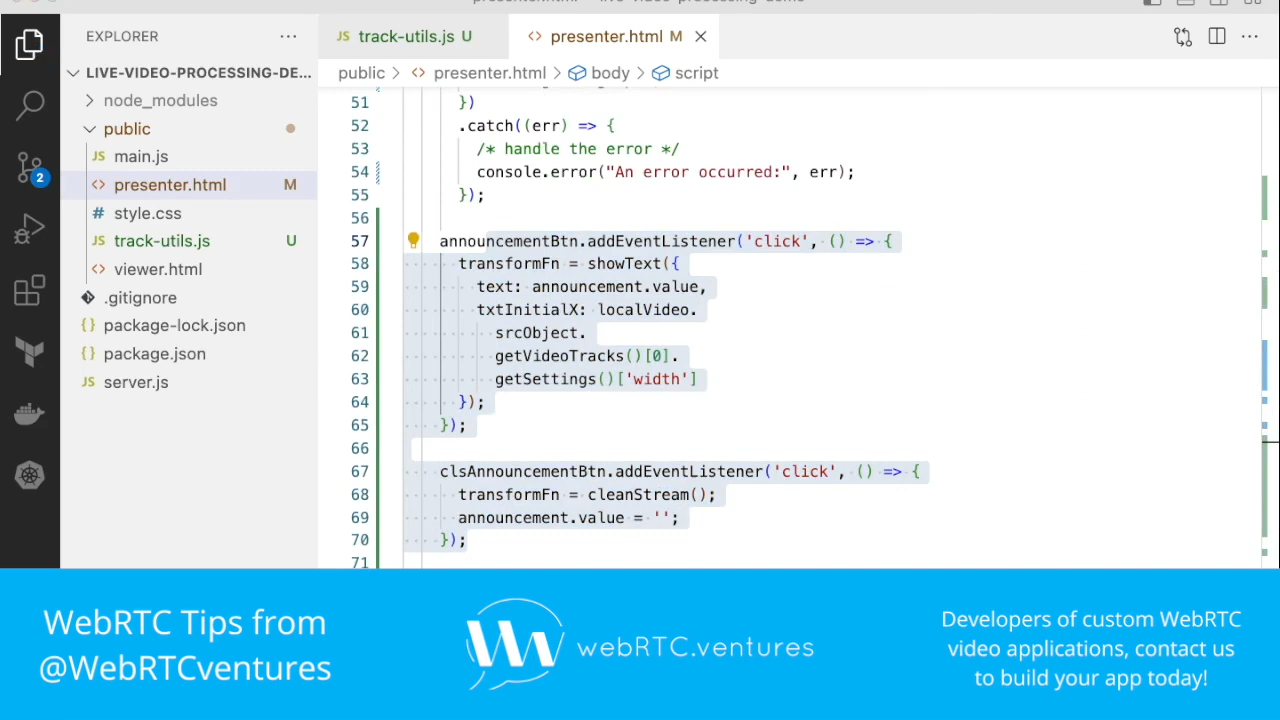 EXPLORER
LIVE-VIDEO-PROCESSING-DE...
node_modules
public
JS main.js
<> presenter.html M
# style.css
JS track-utils.js U
<> viewer.html
.gitignore
{} package-lock.json
{} package.json
JS server.js
2
JS track-utils.js U
<> presenter.html M
public > <> presenter.html > body > script
51 })
52 .catch((err) => {
53 /* handle the error */
54 console.error("An error occurred:", err);
55 });
56
57 announcementBtn.addEventListener('click', () => {
58 transformFn = showText({
59 text: announcement.value,
60 txtInitialX: localVideo.
61 srcObject.
62 getVideoTracks()[0].
63 getSettings()['width']
64 });
65 });
66
67 clsAnnouncementBtn.addEventListener('click', () => {
68 transformFn = cleanStream();
69 announcement.value = '';
70 });
71
WebRTC Tips from
@WebRTCventures
webRTC.ventures
Developers of custom WebRTC
video applications, contact us
to build your app today!